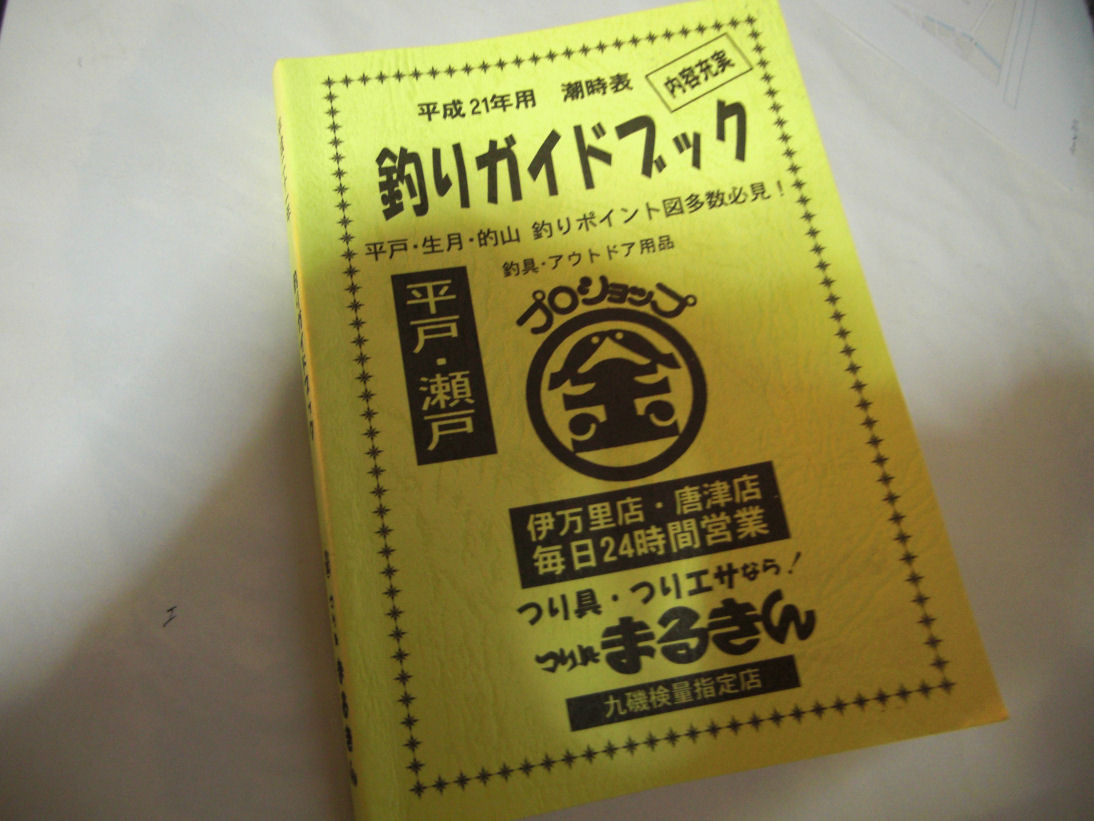 平成21年用 潮時表
内容充実
釣りガイドブック
平戸・生月・的山 釣りポイント図多数必見！
釣具・アウトドア用品
平戸・瀬戸
プロショップ
金
伊万里店・唐津店
毎日24時間営業
つり具・つりエサなら！
つり具 まるきん
九磯検量指定店